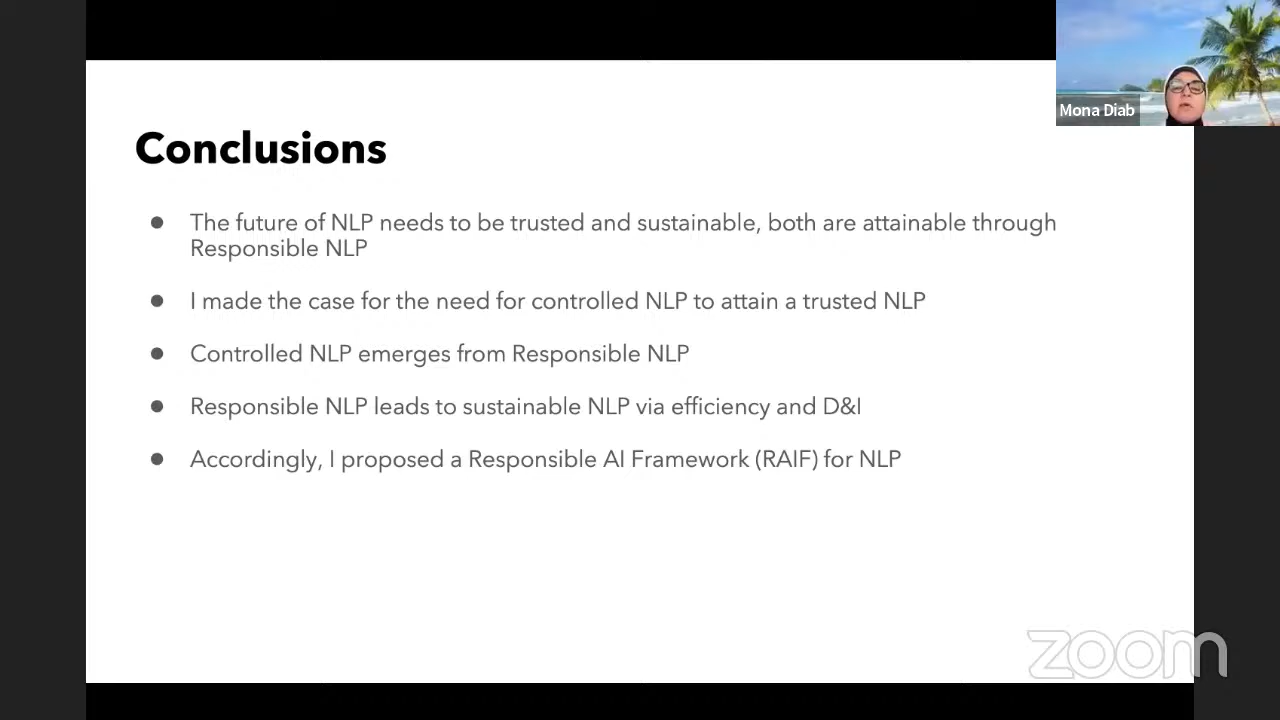 Mona Diab
Conclusions
● The future of NLP needs to be trusted and sustainable, both are attainable through
Responsible NLP
● I made the case for the need for controlled NLP to attain a trusted NLP
● Controlled NLP emerges from Responsible NLP
● Responsible NLP leads to sustainable NLP via efficiency and D&I
● Accordingly, I proposed a Responsible AI Framework (RAIF) for NLP
zoom